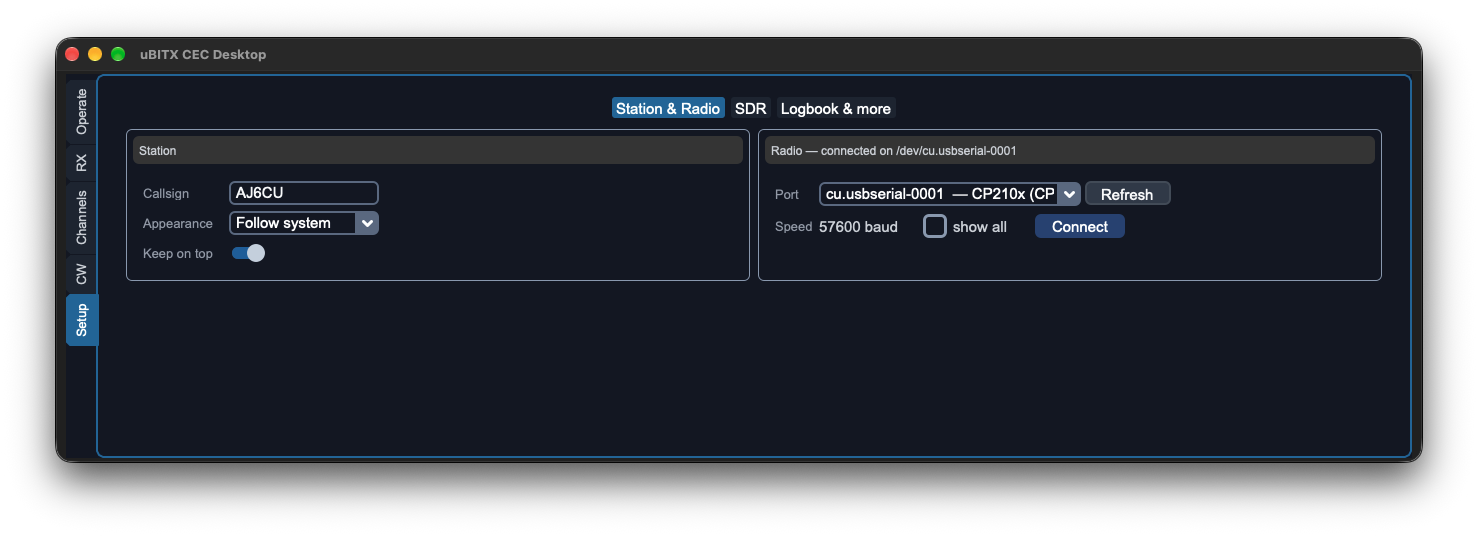 uBITX CEC Desktop
Operate
RX
Channels
CW
Setup
Station & Radio SDR Logbook & more
Station
Callsign AJ6CU
Appearance Follow system
Keep on top
Radio — connected on /dev/cu.usbserial-0001
Port cu.usbserial-0001 — CP210x (CP Refresh
Speed 57600 baud show all Connect